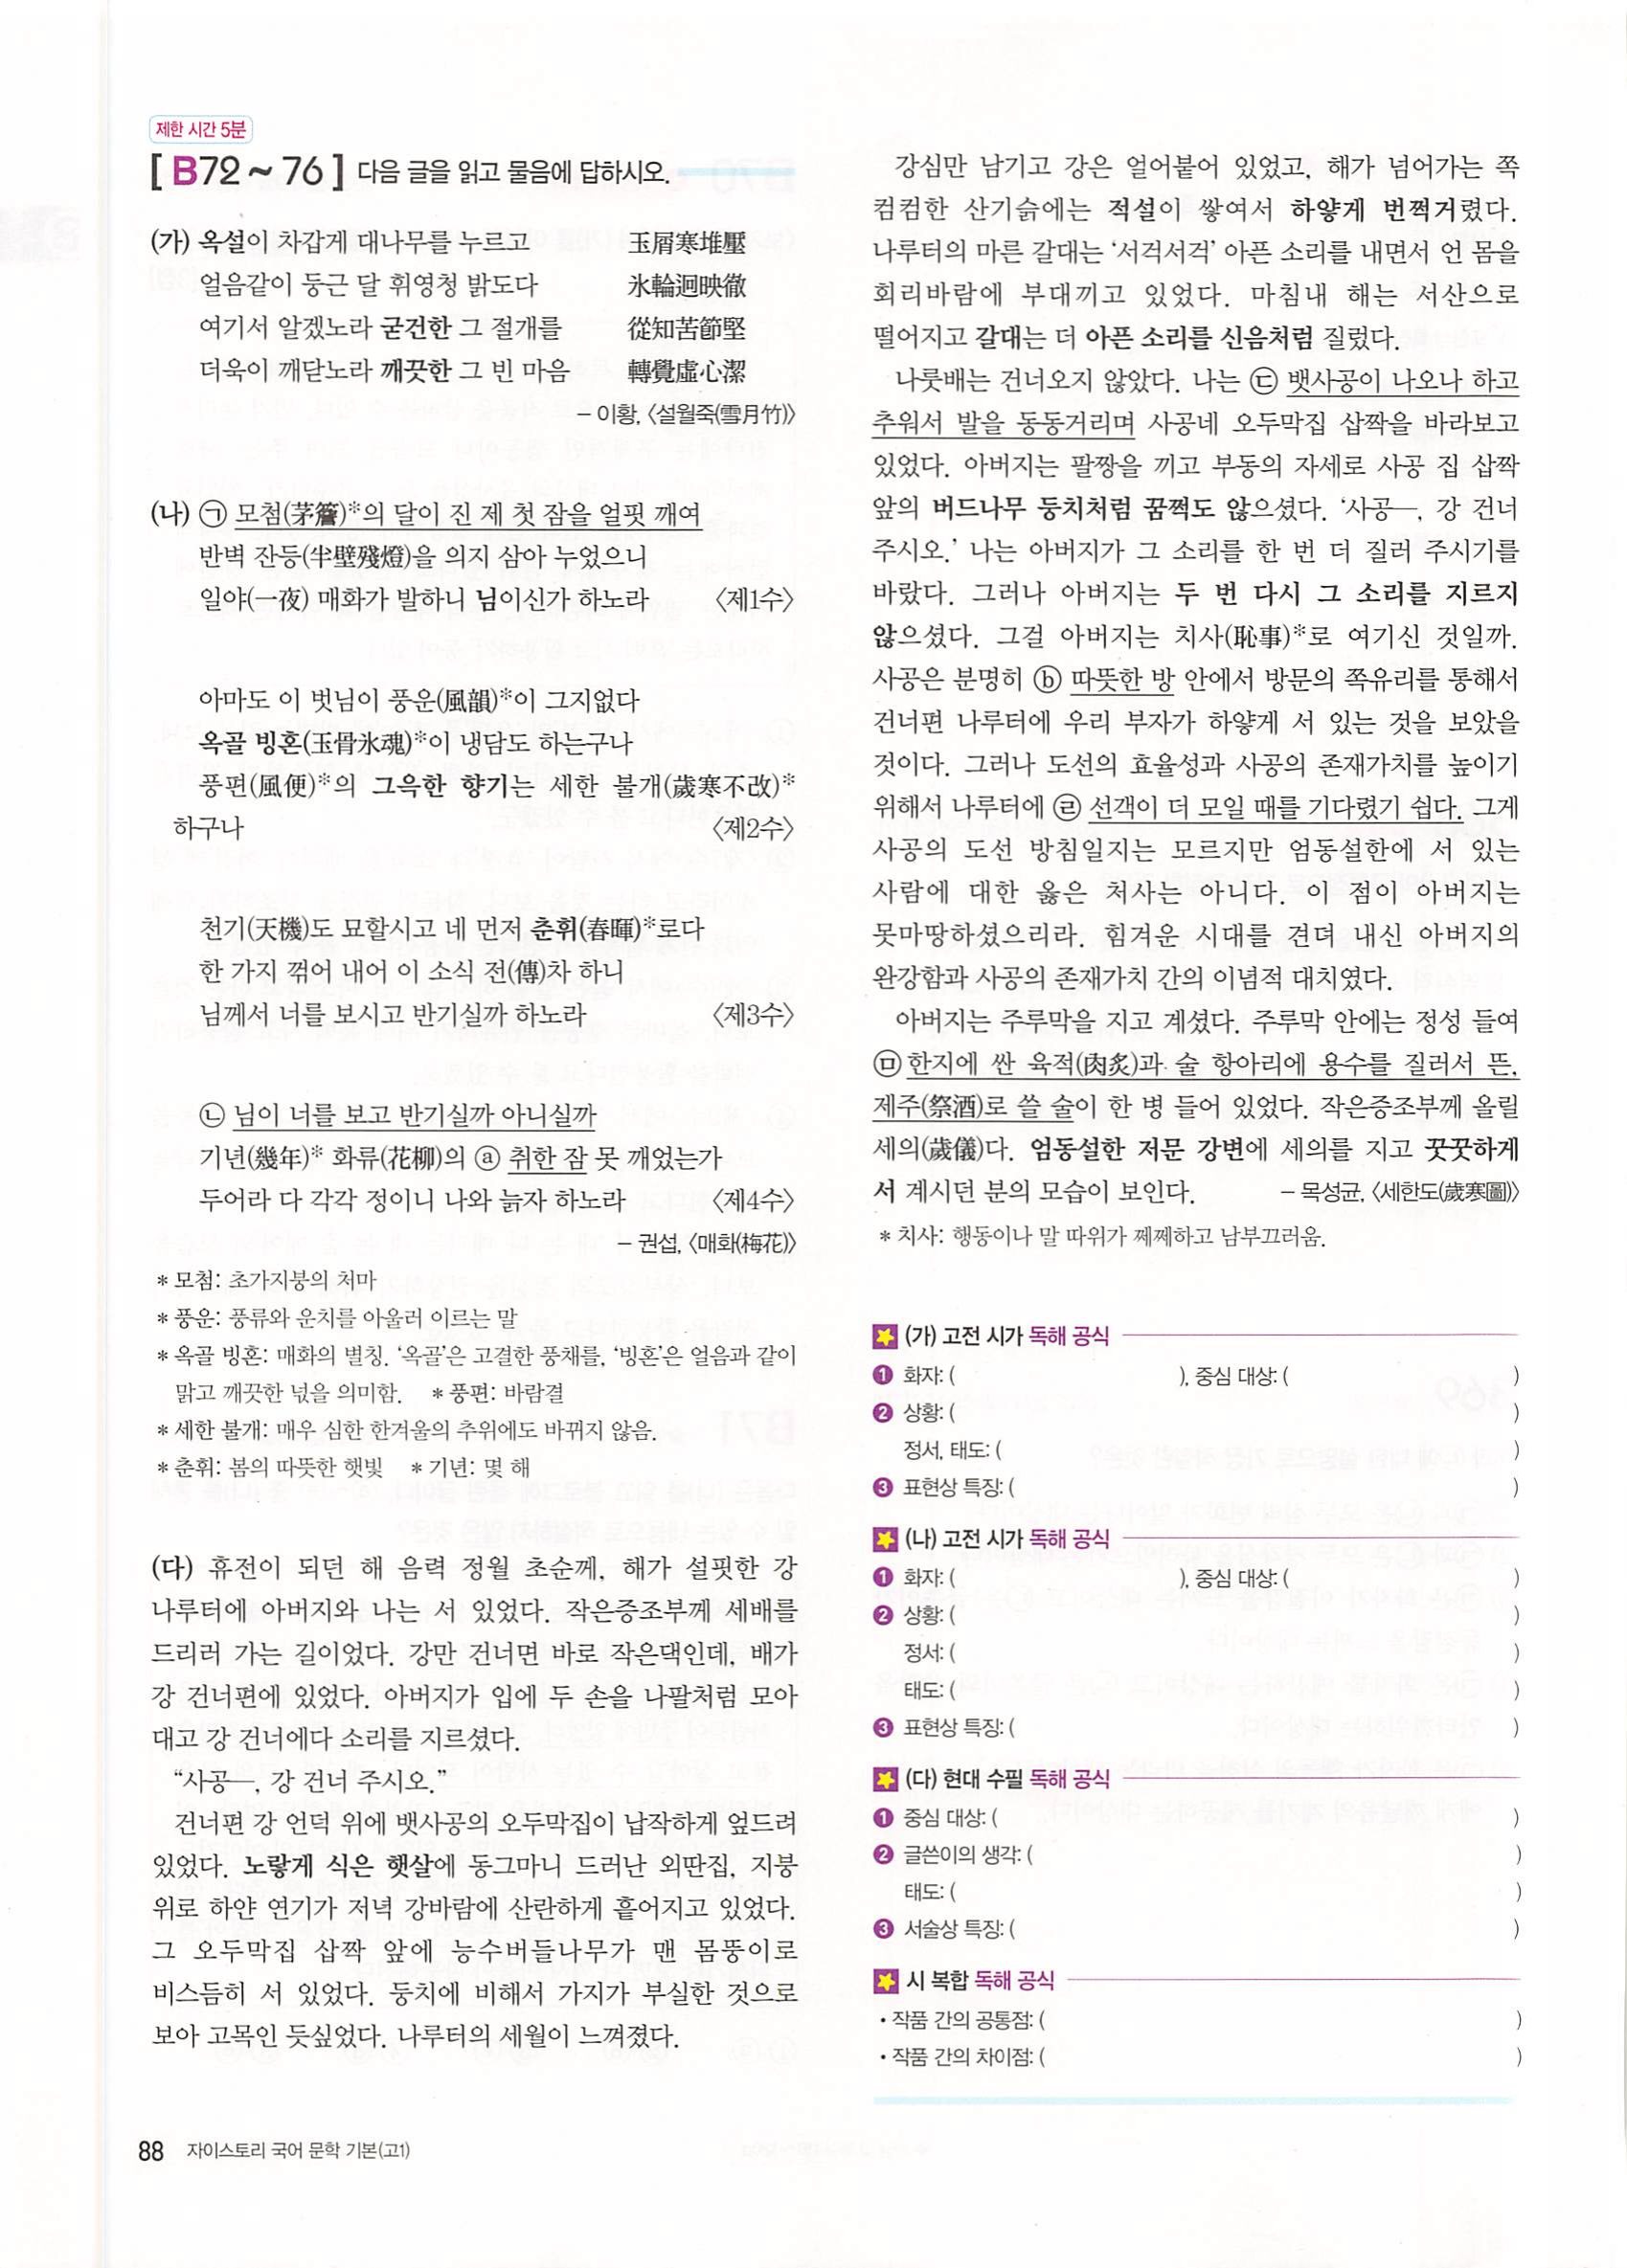 제한 시간 5분
[ B72 ~ 76 ] 다음 글을 읽고 물음에 답하시오.
(가) 옥설이 차갑게 대나무를 누르고 玉屑寒堆壓
얼음같이 둥근 달 휘영청 밝도다 氷輪迥映徹
여기서 알겠노라 굳건한 그 절개를 從知苦節堅
더욱이 깨닫노라 깨끗한 그 빈 마음 轉覺虛心潔
– 이황, 〈설월죽(雪月竹)〉
(나) ㉠ 모첨(茅簷)*의 달이 진 제 첫 잠을 얼핏 깨여
반벽 잔등(半壁殘燈)을 의지 삼아 누었으니
일야(一夜) 매화가 발하니 님이신가 하노라 〈제1수〉
아마도 이 벗님이 풍운(風韻)*이 그지없다
옥골 빙혼(玉骨氷魂)*이 냉담도 하는구나
풍편(風便)*의 그윽한 향기는 세한 불개(歲寒不改)*
하구나 〈제2수〉
천기(天機)도 묘할시고 네 먼저 춘휘(春暉)*로다
한 가지 꺾어 내어 이 소식 전(傳)차 하니
님께서 너를 보시고 반기실까 하노라 〈제3수〉
㉡ 님이 너를 보고 반기실까 아니실까
기년(幾年)* 화류(花柳)의 ⓐ 취한 잠 못 깨었는가
두어라 다 각각 정이니 나와 늙자 하노라 〈제4수〉
– 권섭, 〈매화(梅花)〉
* 모첨: 초가지붕의 처마
* 풍운: 풍류와 운치를 아울러 이르는 말
* 옥골 빙혼: 매화의 별칭. ‘옥골’은 고결한 풍채를, ‘빙혼’은 얼음과 같이
맑고 깨끗한 넋을 의미함. * 풍편: 바람결
* 세한 불개: 매우 심한 한겨울의 추위에도 바뀌지 않음.
* 춘휘: 봄의 따뜻한 햇빛 * 기년: 몇 해
(다) 휴전이 되던 해 음력 정월 초순께, 해가 설핏한 강
나루터에 아버지와 나는 서 있었다. 작은증조부께 세배를
드리러 가는 길이었다. 강만 건너면 바로 작은댁인데, 배가
강 건너편에 있었다. 아버지가 입에 두 손을 나팔처럼 모아
대고 강 건너에다 소리를 지르셨다.
“사공―, 강 건너 주시오.”
건너편 강 언덕 위에 뱃사공의 오두막집이 납작하게 엎드려
있었다. 노랗게 식은 햇살에 동그마니 드러난 외딴집, 지붕
위로 하얀 연기가 저녁 강바람에 산란하게 흩어지고 있었다.
그 오두막집 삽짝 앞에 능수버들나무가 맨 몸뚱이로
비스듬히 서 있었다. 둥치에 비해서 가지가 부실한 것으로
보아 고목인 듯싶었다. 나루터의 세월이 느껴졌다.
강심만 남기고 강은 얼어붙어 있었고, 해가 넘어가는 쪽
컴컴한 산기슭에는 적설이 쌓여서 하얗게 번쩍거렸다.
나루터의 마른 갈대는 ‘서걱서걱’ 아픈 소리를 내면서 언 몸을
회리바람에 부대끼고 있었다. 마침내 해는 서산으로
떨어지고 갈대는 더 아픈 소리를 신음처럼 질렀다.
나룻배는 건너오지 않았다. 나는 ㉢ 뱃사공이 나오나 하고
추워서 발을 동동거리며 사공네 오두막집 삽짝을 바라보고
있었다. 아버지는 팔짱을 끼고 부동의 자세로 사공 집 삽짝
앞의 버드나무 둥치처럼 꿈쩍도 않으셨다. ‘사공―, 강 건너
주시오.’ 나는 아버지가 그 소리를 한 번 더 질러 주시기를
바랐다. 그러나 아버지는 두 번 다시 그 소리를 지르지
않으셨다. 그걸 아버지는 치사(恥事)*로 여기신 것일까.
사공은 분명히 ⓑ 따뜻한 방 안에서 방문의 쪽유리를 통해서
건너편 나루터에 우리 부자가 하얗게 서 있는 것을 보았을
것이다. 그러나 도선의 효율성과 사공의 존재가치를 높이기
위해서 나루터에 ㉣ 선객이 더 모일 때를 기다렸기 쉽다. 그게
사공의 도선 방침일지는 모르지만 엄동설한에 서 있는
사람에 대한 옳은 처사는 아니다. 이 점이 아버지는
못마땅하셨으리라. 힘겨운 시대를 견뎌 내신 아버지의
완강함과 사공의 존재가치 간의 이념적 대치였다.
아버지는 주루막을 지고 계셨다. 주루막 안에는 정성 들여
㉤ 한지에 싼 육적(肉炙)과 술 항아리에 용수를 질러서 뜬,
제주(祭酒)로 쓸 술이 한 병 들어 있었다. 작은증조부께 올릴
세의(歲儀)다. 엄동설한 저문 강변에 세의를 지고 꿋꿋하게
서 계시던 분의 모습이 보인다. – 목성균, 〈세한도(歲寒圖)〉
* 치사: 행동이나 말 따위가 쩨쩨하고 남부끄러움.
(가) 고전 시가 독해 공식
❶ 화자: ( ), 중심 대상: ( )
❷ 상황: ( )
정서, 태도: ( )
❸ 표현상 특징: ( )
(나) 고전 시가 독해 공식
❶ 화자: ( ), 중심 대상: ( )
❷ 상황: ( )
정서: ( )
태도: ( )
❸ 표현상 특징: ( )
(다) 현대 수필 독해 공식
❶ 중심 대상: ( )
❷ 글쓴이의 생각: ( )
태도: ( )
❸ 서술상 특징: ( )
시 복합 독해 공식
• 작품 간의 공통점: ( )
• 작품 간의 차이점: ( )
88 자이스토리 국어 문학 기본(고1)